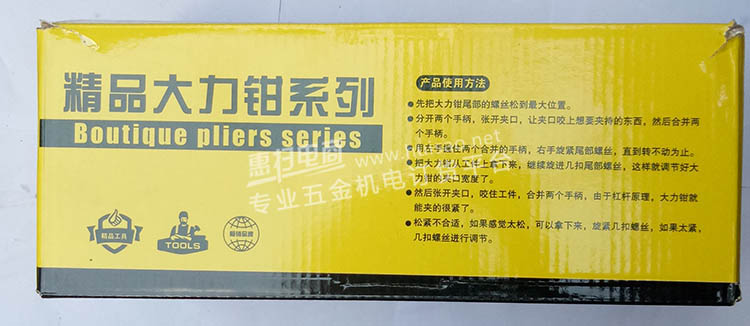 精品大力钳系列
Boutique pliers series
精品工具
TOOLS
畅销品牌
产品使用方法
●先把大力钳尾部的螺丝松到最大位置。
●分开两个手柄，张开夹口，让夹口咬上想要夹持的东西，然后合并两
个手柄。
●用左手握住两个合并的手柄，右手旋紧尾部螺丝，直到转不动为止。
●把大力钳从工件上拿下来，继续旋进几扣尾部螺丝，这样就调节好大
力钳的夹口宽度了。
●然后张开夹口，咬住工件，合并两个手柄，由于杠杆原理，大力钳就
能夹的很紧了。
●松紧不合适，如果感觉太松，可以拿下来，旋紧几扣螺丝，如果太紧，
几扣螺丝进行调节。
惠扫电商
专业五金机电